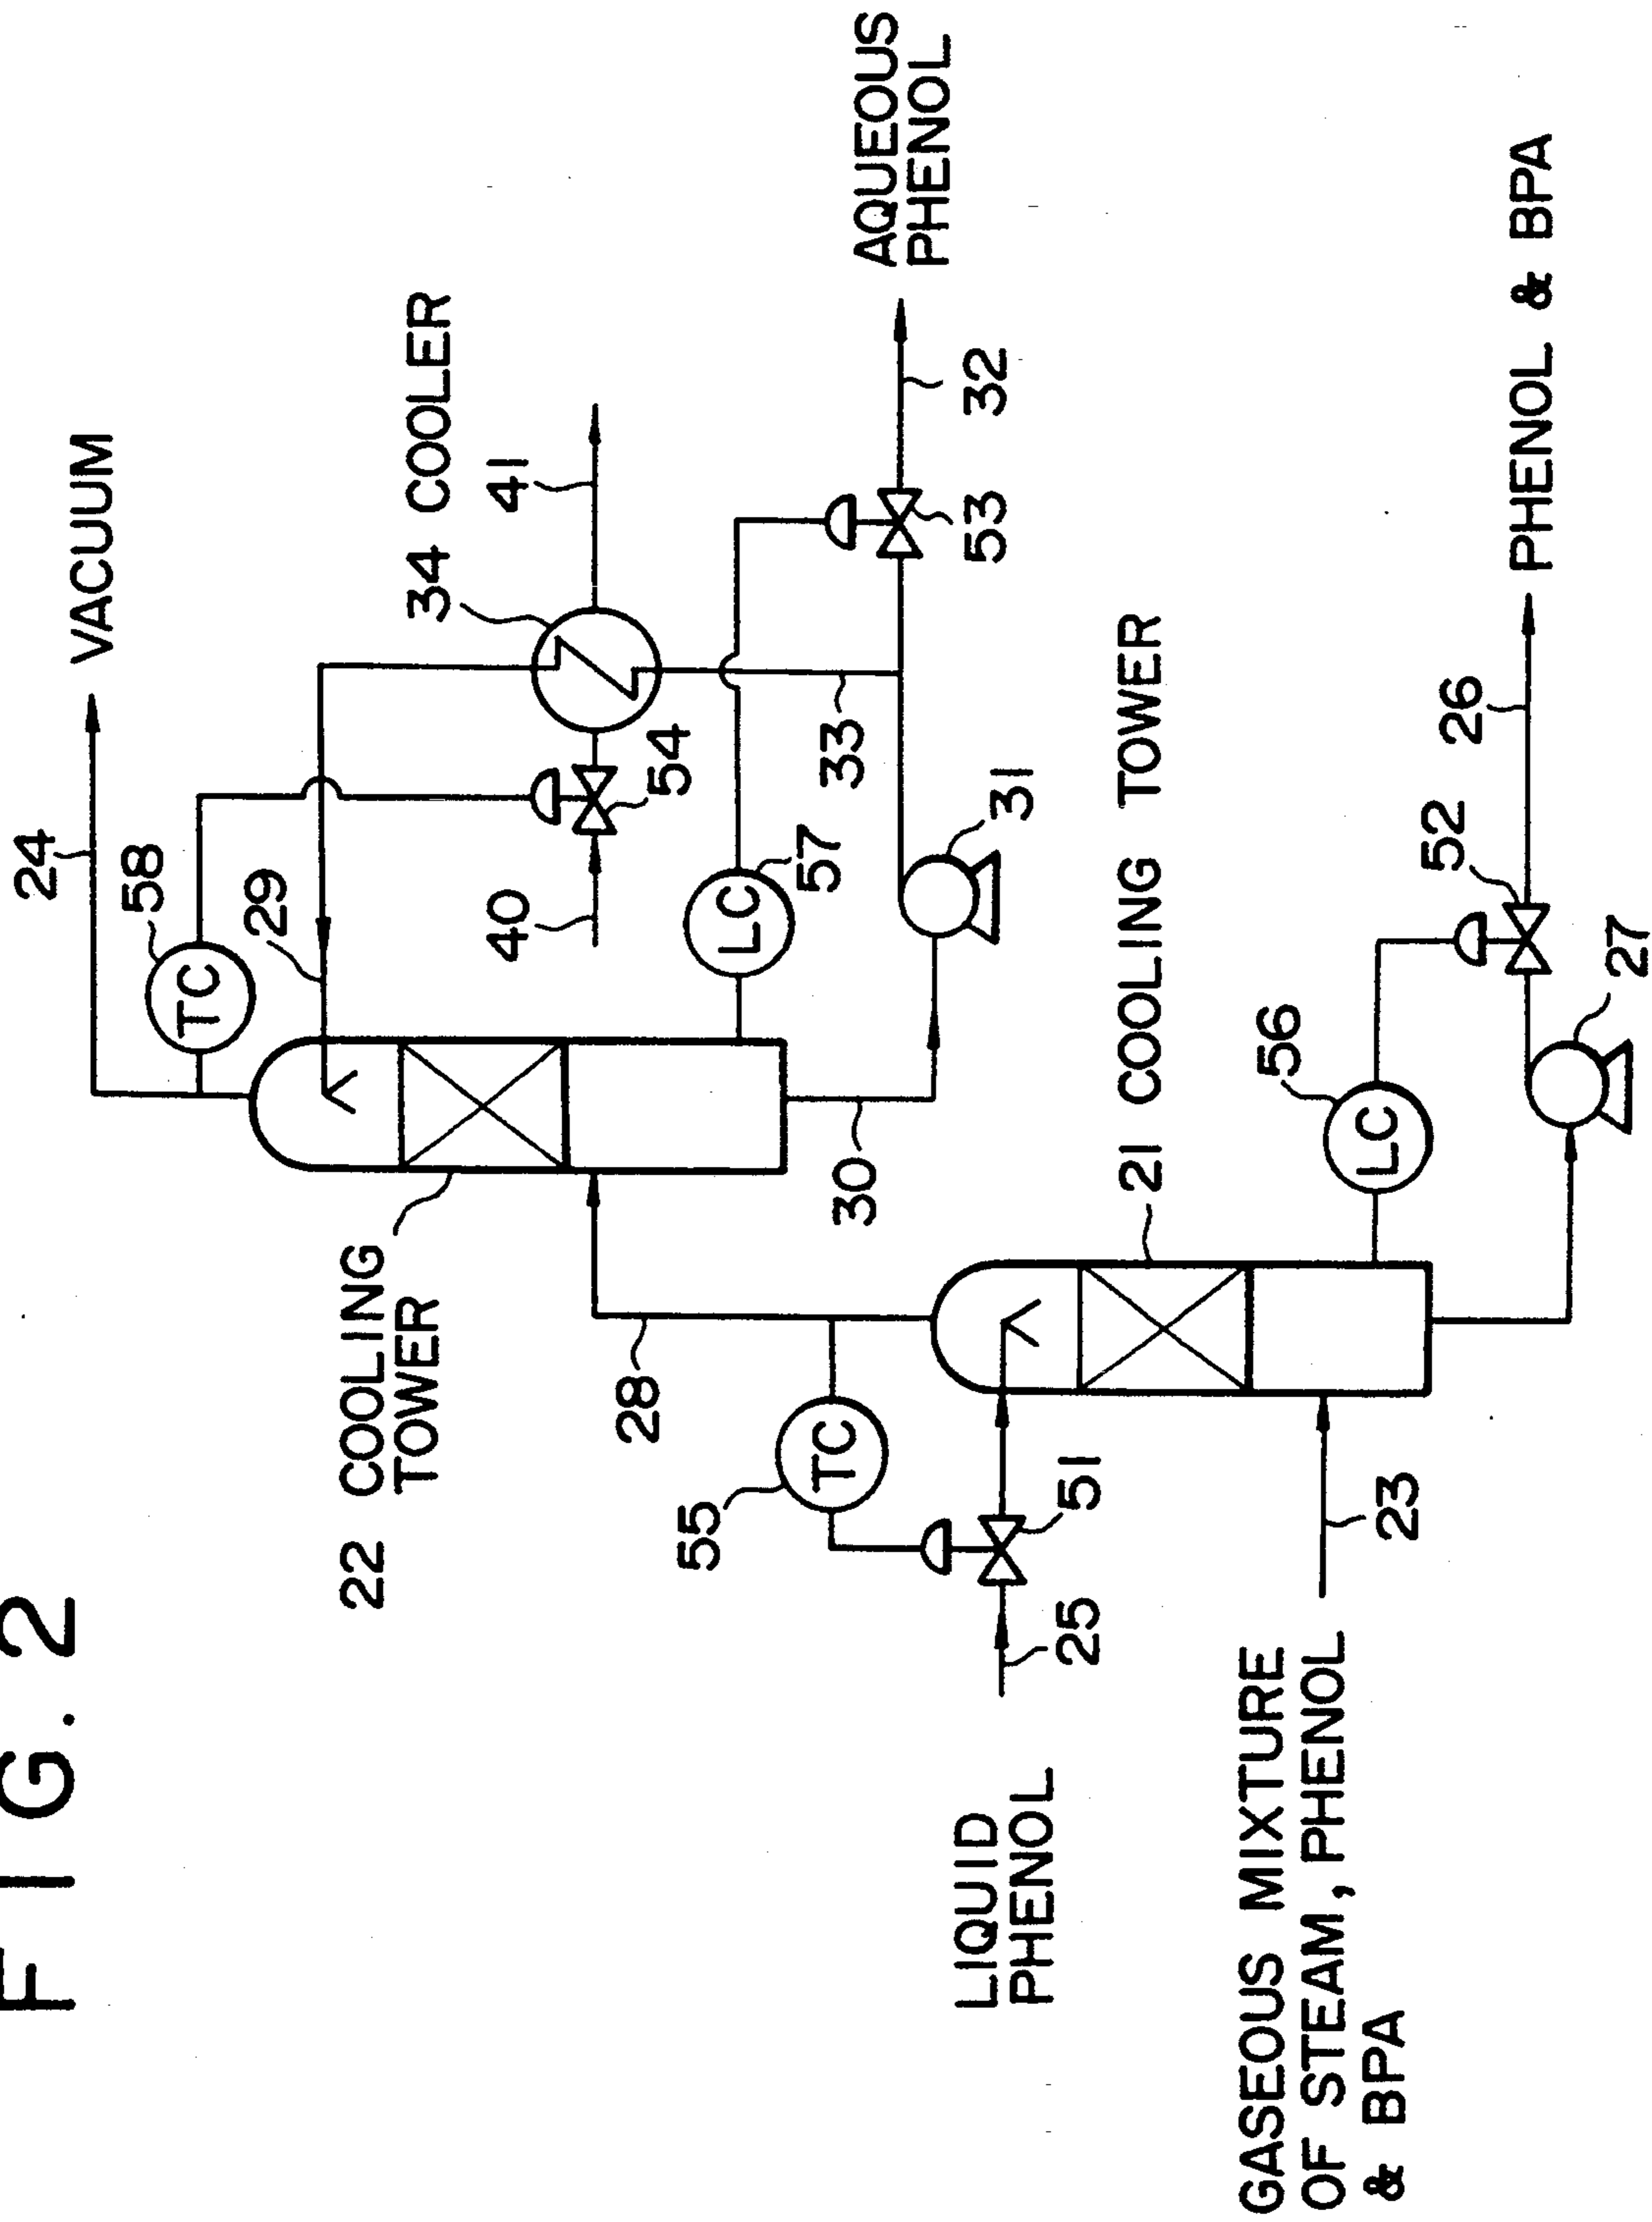 FIG. 2
24
VACUUM
58
TC
29
34 COOLER
41
22 COOLING
TOWER
40
54
28
LC
57
33
AQUEOUS
PHENOL
55
TC
30
31
53
32
LIQUID
PHENOL
25
51
21 COOLING TOWER
GASEOUS MIXTURE
OF STEAM, PHENOL
& BPA
23
56
LC
52
26
PHENOL & BPA
27